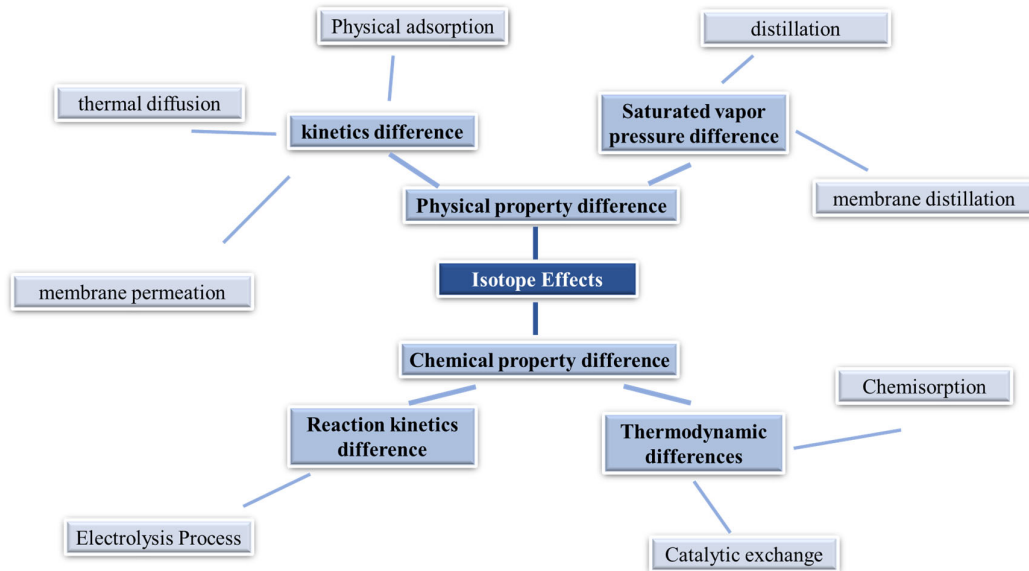 Physical adsorption
distillation
thermal diffusion
kinetics difference
Saturated vapor
pressure difference
Physical property difference
membrane distillation
membrane permeation
Isotope Effects
Chemical property difference
Chemisorption
Reaction kinetics
difference
Thermodynamic
differences
Electrolysis Process
Catalytic exchange